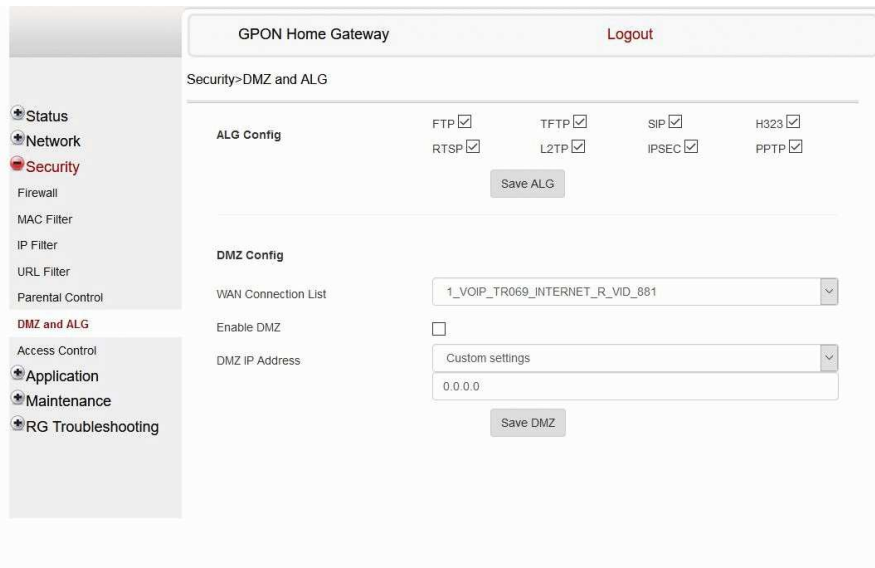 GPON Home Gateway Logout
Security>DMZ and ALG
Status
Network
Security
Firewall
MAC Filter
IP Filter
URL Filter
Parental Control
DMZ and ALG
Access Control
Application
Maintenance
RG Troubleshooting
ALG Config
FTP TFTP SIP H323
RTSP L2TP IPSEC PPTP
Save ALG
DMZ Config
WAN Connection List 1_VOIP_TR069_INTERNET_R_VID_881
Enable DMZ
DMZ IP Address Custom settings
0.0.0.0
Save DMZ